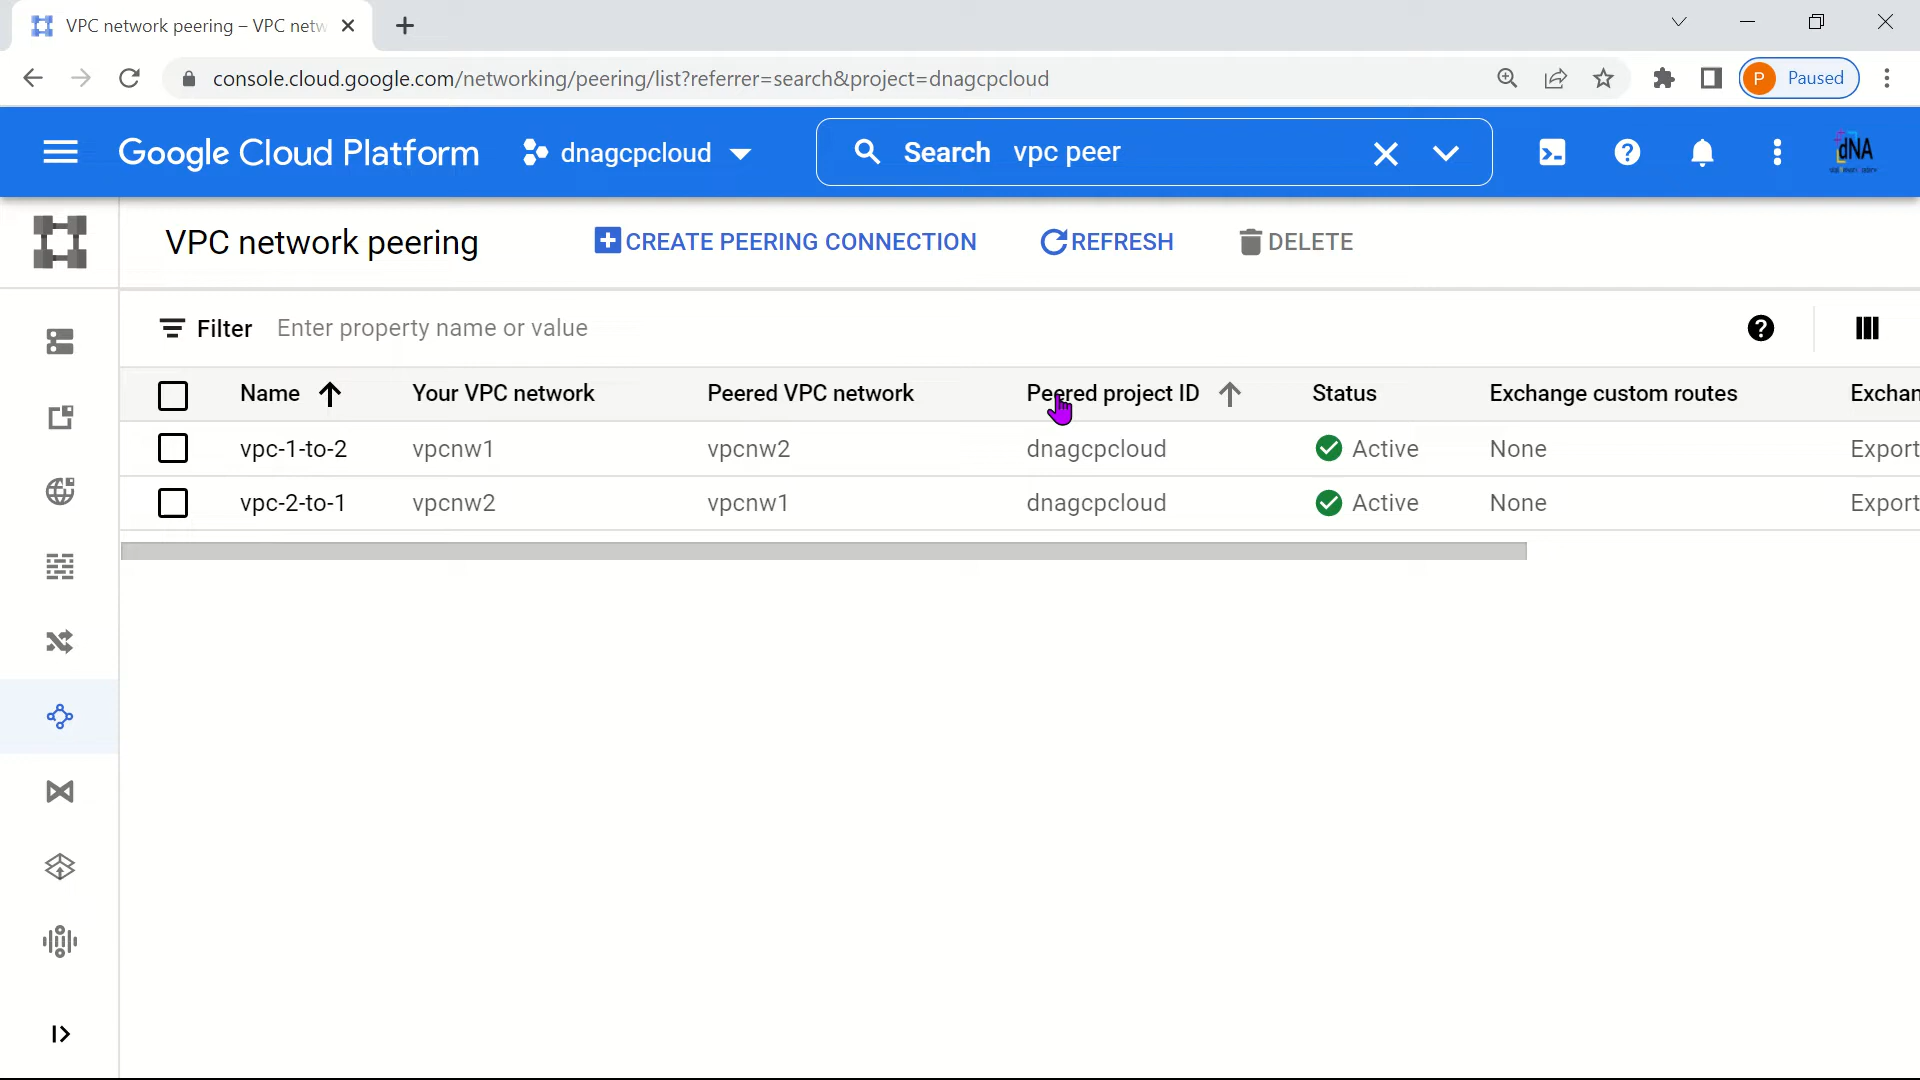 VPC network peering – VPC netw
console.cloud.google.com/networking/peering/list?referrer=search&project=dnagcpcloud
P Paused
Google Cloud Platform
dnagcpcloud
Search vpc peer
dNA
VPC network peering
CREATE PEERING CONNECTION
REFRESH
DELETE
Filter Enter property name or value
Name Your VPC network Peered VPC network Peered project ID Status Exchange custom routes Exchan
vpc-1-to-2 vpcnw1 vpcnw2 dnagcpcloud Active None Export
vpc-2-to-1 vpcnw2 vpcnw1 dnagcpcloud Active None Export